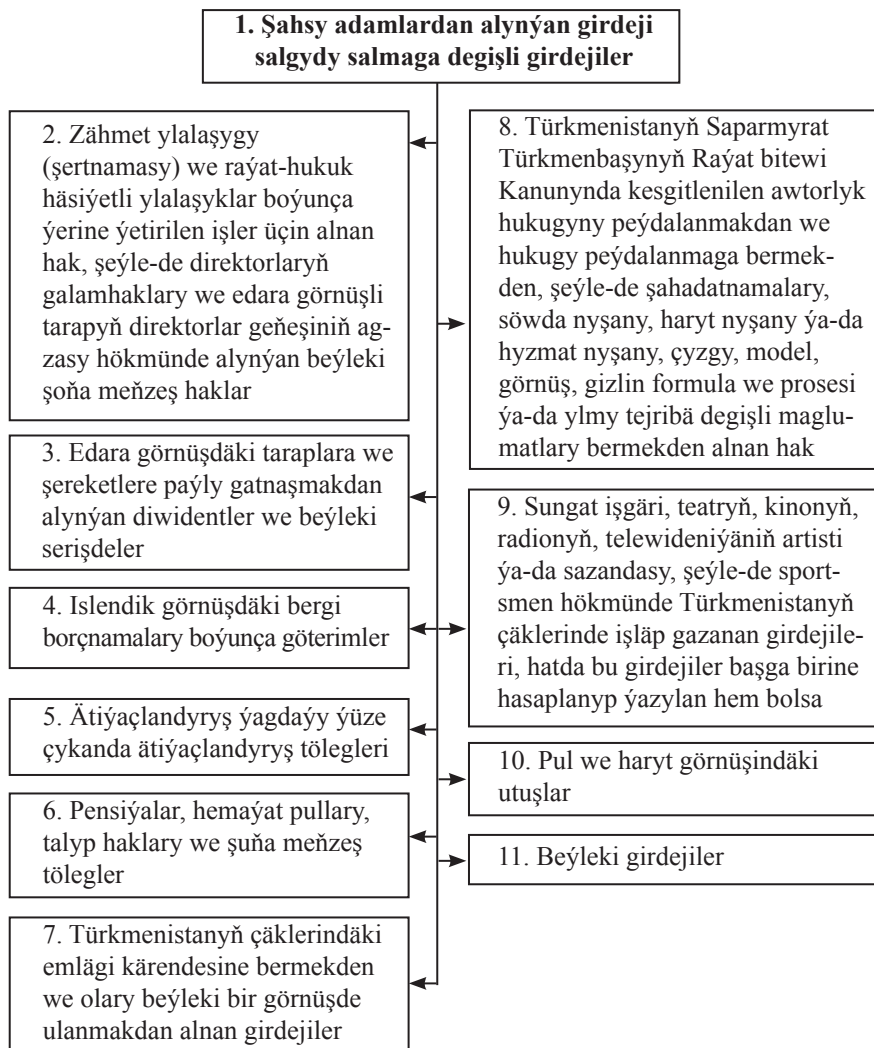 1. Şahsy adamlardan alynýan girdeji
salgydy salmaga degişli girdejiler
2. Zähmet ylalaşygy
(şertnamasy) we raýat-hukuk
häsiýetli ylalaşyklar boýunça
ýerine ýetirilen işler üçin alnan
hak, şeýle-de direktorlaryň
galamhaklary we edara görnüşli
tarapyň direktorlar geňeşiniň ag-
zasy hökmünde alynýan beýleki
şoňa meňzeş haklar
3. Edara görnüşdäki taraplara we
şereketlere paýly gatnaşmakdan
alynýan diwidentler we beýleki
serişdeler
4. Islendik görnüşdäki bergi
borçnamalary boýunça göterimler
5. Ätiýaçlandyryş ýagdaýy ýüze
çykanda ätiýaçlandyryş tölegleri
6. Pensiýalar, hemaýat pullary,
talyp haklary we şuňa meňzeş
tölegler
7. Türkmenistanyň çäklerindäki
emlägi kärendesine bermekden
we olary beýleki bir görnüşde
ulanmakdan alnan girdejiler
8. Türkmenistanyň Saparmyrat
Türkmenbaşynyň Raýat bitewi
Kanunynda kesgitlenilen awtorlyk
hukugyny peýdalanmakdan we
hukugy peýdalanmaga bermek-
den, şeýle-de şahadatnamalary,
söwda nyşany, haryt nyşany ýa-da
hyzmat nyşany, çyzgy, model,
görnüş, gizlin formula we prosesi
ýa-da ylmy tejribä degişli maglu-
matlary bermekden alnan hak
9. Sungat işgäri, teatryň, kinonyň,
radionyň, telewideniýäniň artisti
ýa-da sazandasy, şeýle-de sport-
smen hökmünde Türkmenistanyň
çäklerinde işläp gazanan girdejile-
ri, hatda bu girdejiler başga birine
hasaplanyp ýazylan hem bolsa
10. Pul we haryt görnüşindäki
utuşlar
11. Beýleki girdejiler